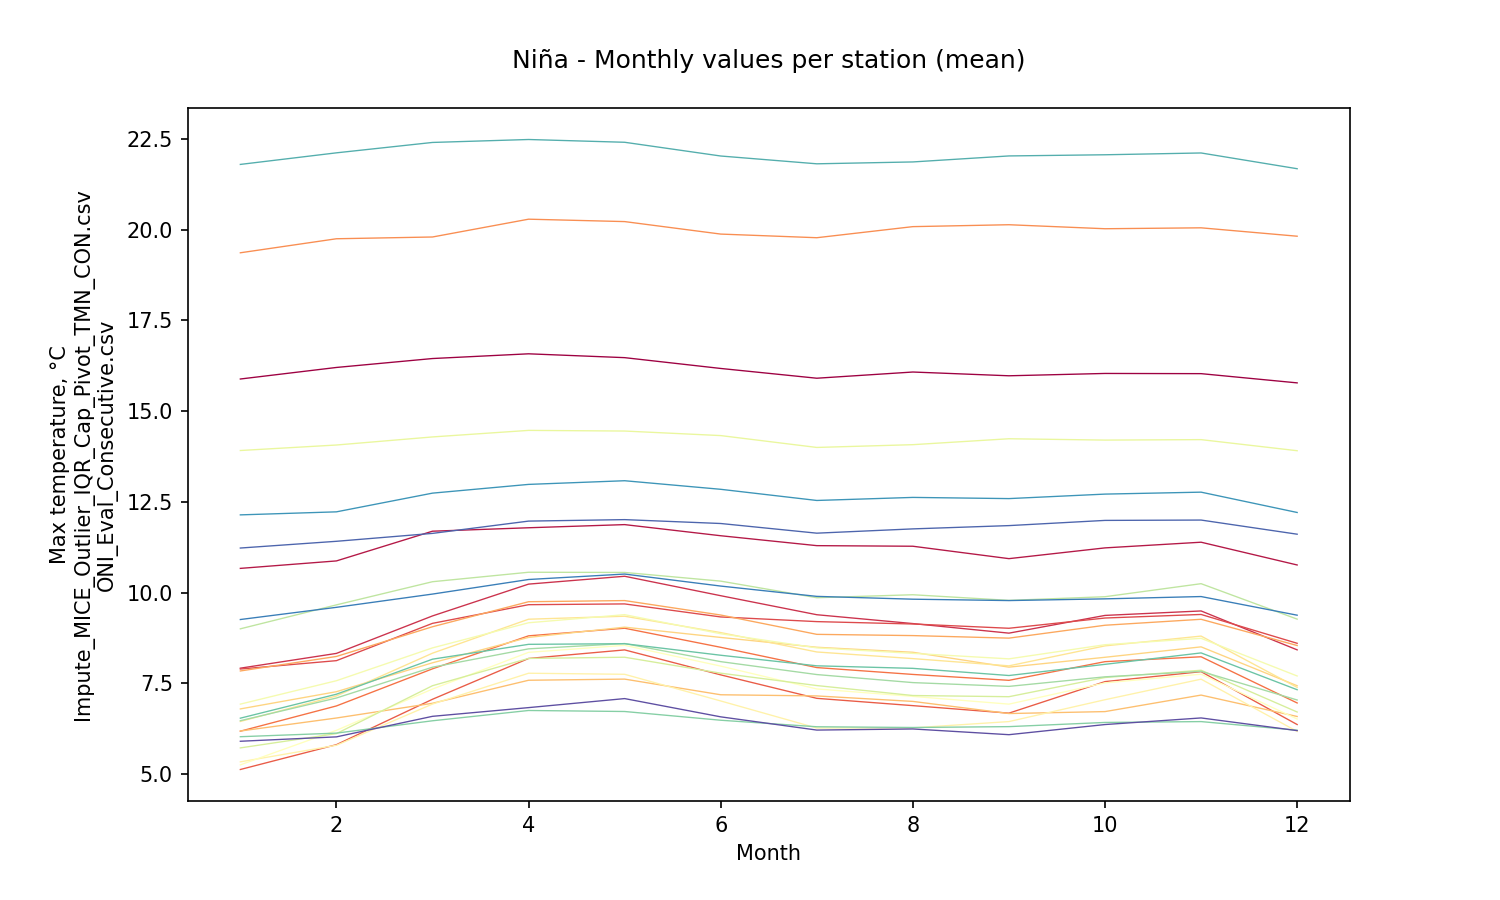 Niña - Monthly values per station (mean)
Max temperature, °C
Impute_MICE_Outlier_IQR_Cap_Pivot_TMN_CON.csv
ONI_Eval_Consecutive.csv
22.5
20.0
17.5
15.0
12.5
10.0
7.5
5.0
2 4 6 8 10 12
Month